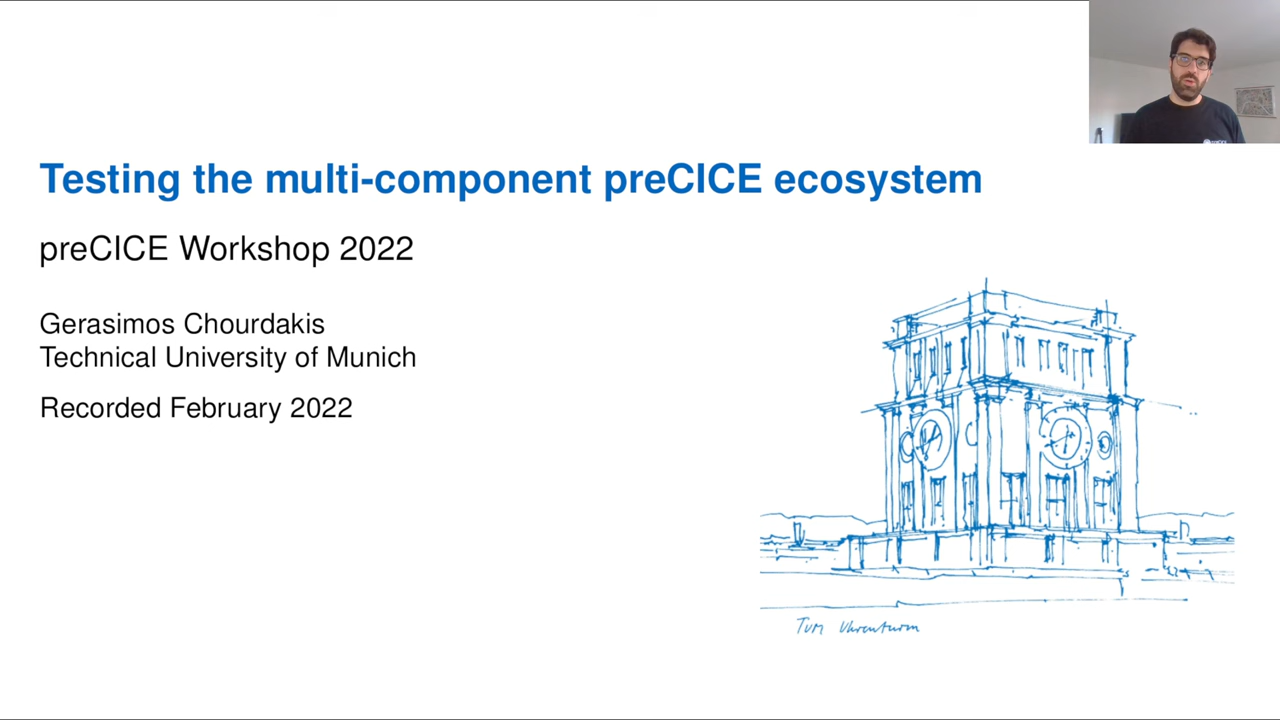 Testing the multi-component preCICE ecosystem
preCICE Workshop 2022
Gerasimos Chourdakis
Technical University of Munich
Recorded February 2022
TUM Uhrenturm